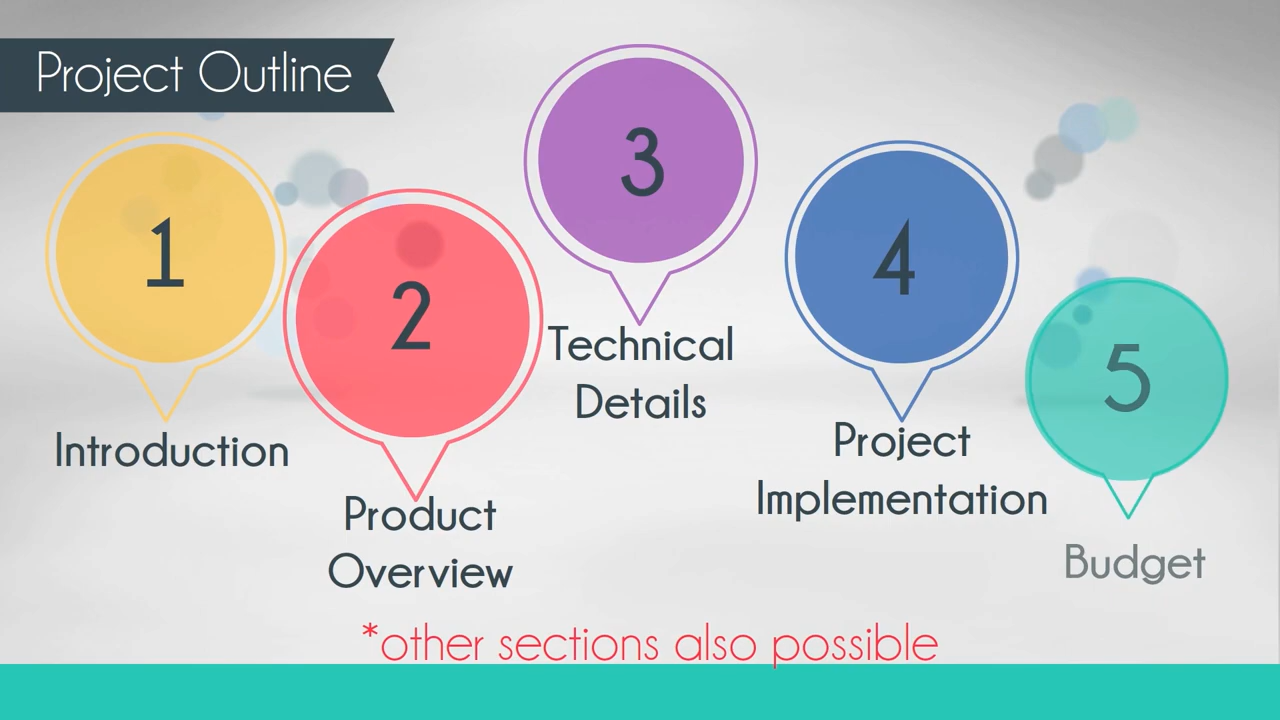 Project Outline
1
Introduction
2
Product
Overview
3
Technical
Details
4
Project
Implementation
5
Budget
*other sections also possible